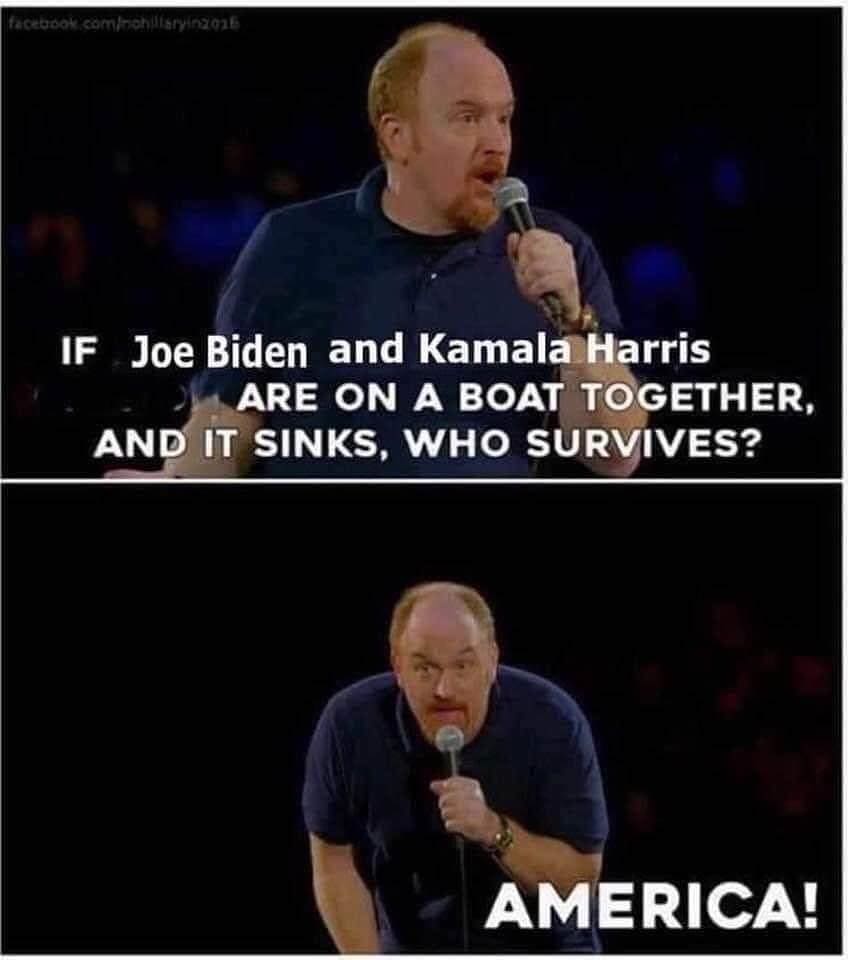 facebook.com/nohillaryin2016
IF Joe Biden and Kamala Harris
ARE ON A BOAT TOGETHER,
AND IT SINKS, WHO SURVIVES?
AMERICA!